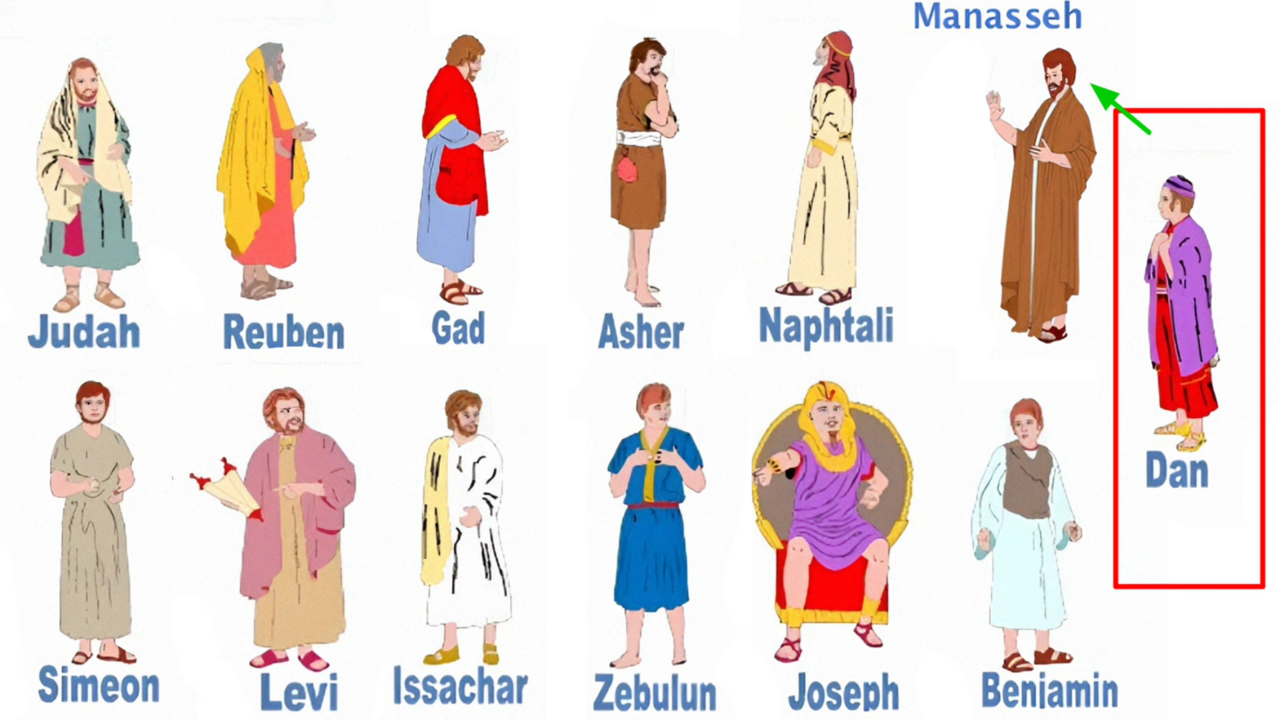 Manasseh
Judah
Reuben
Gad
Asher
Naphtali
Dan
Simeon
Levi
Issachar
Zebulun
Joseph
Benjamin